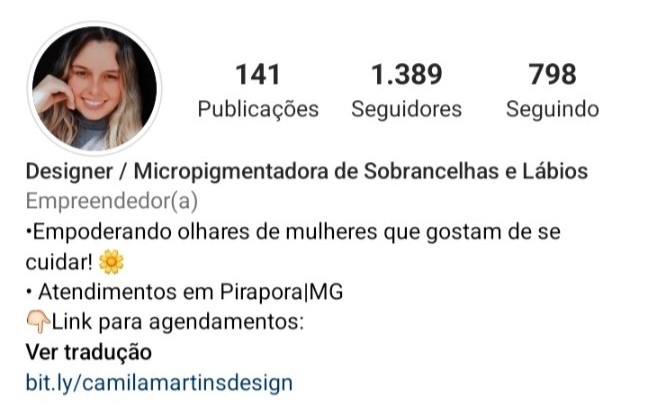 141 1.389 798
Publicações Seguidores Seguindo
Designer / Micropigmentadora de Sobrancelhas e Lábios
Empreendedor(a)
•Empoderando olhares de mulheres que gostam de se
cuidar! 🌼
• Atendimentos em Pirapora|MG
👇🏻Link para agendamentos:
Ver tradução
bit.ly/camilamartinsdesign